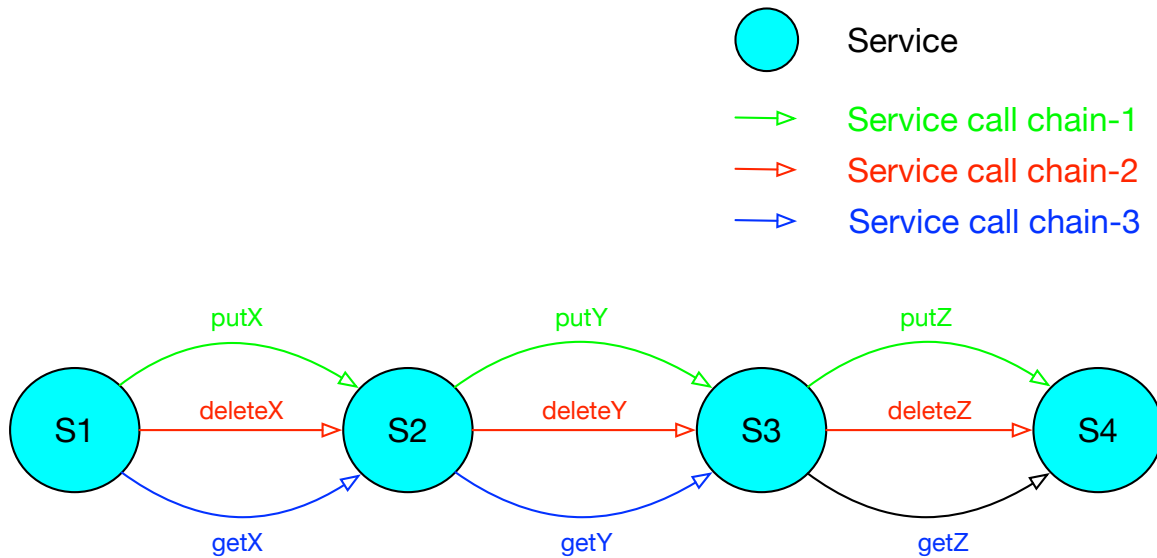 Service
Service call chain-1
Service call chain-2
Service call chain-3
putX
putY
putZ
S1
deleteX
S2
deleteY
S3
deleteZ
S4
getX
getY
getZ